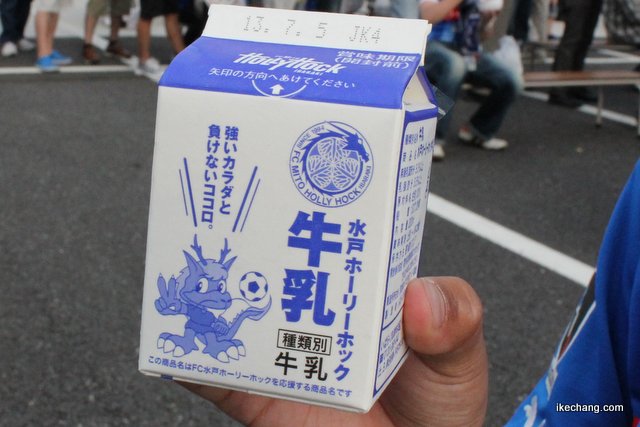 13.7.5 JK4
HOLLYHOCK
IBARAKI
賞味期限
(開封前)
矢印の方向へあけてください
強いカラダと
負けないココロ。
SINCE 1994
FC MITO HOLLY HOCK
IBARAKI
水戸ホーリーホック
牛乳
種類別
牛乳
この商品名はFC水戸ホーリーホックを応援する商品名です
ikechang.com